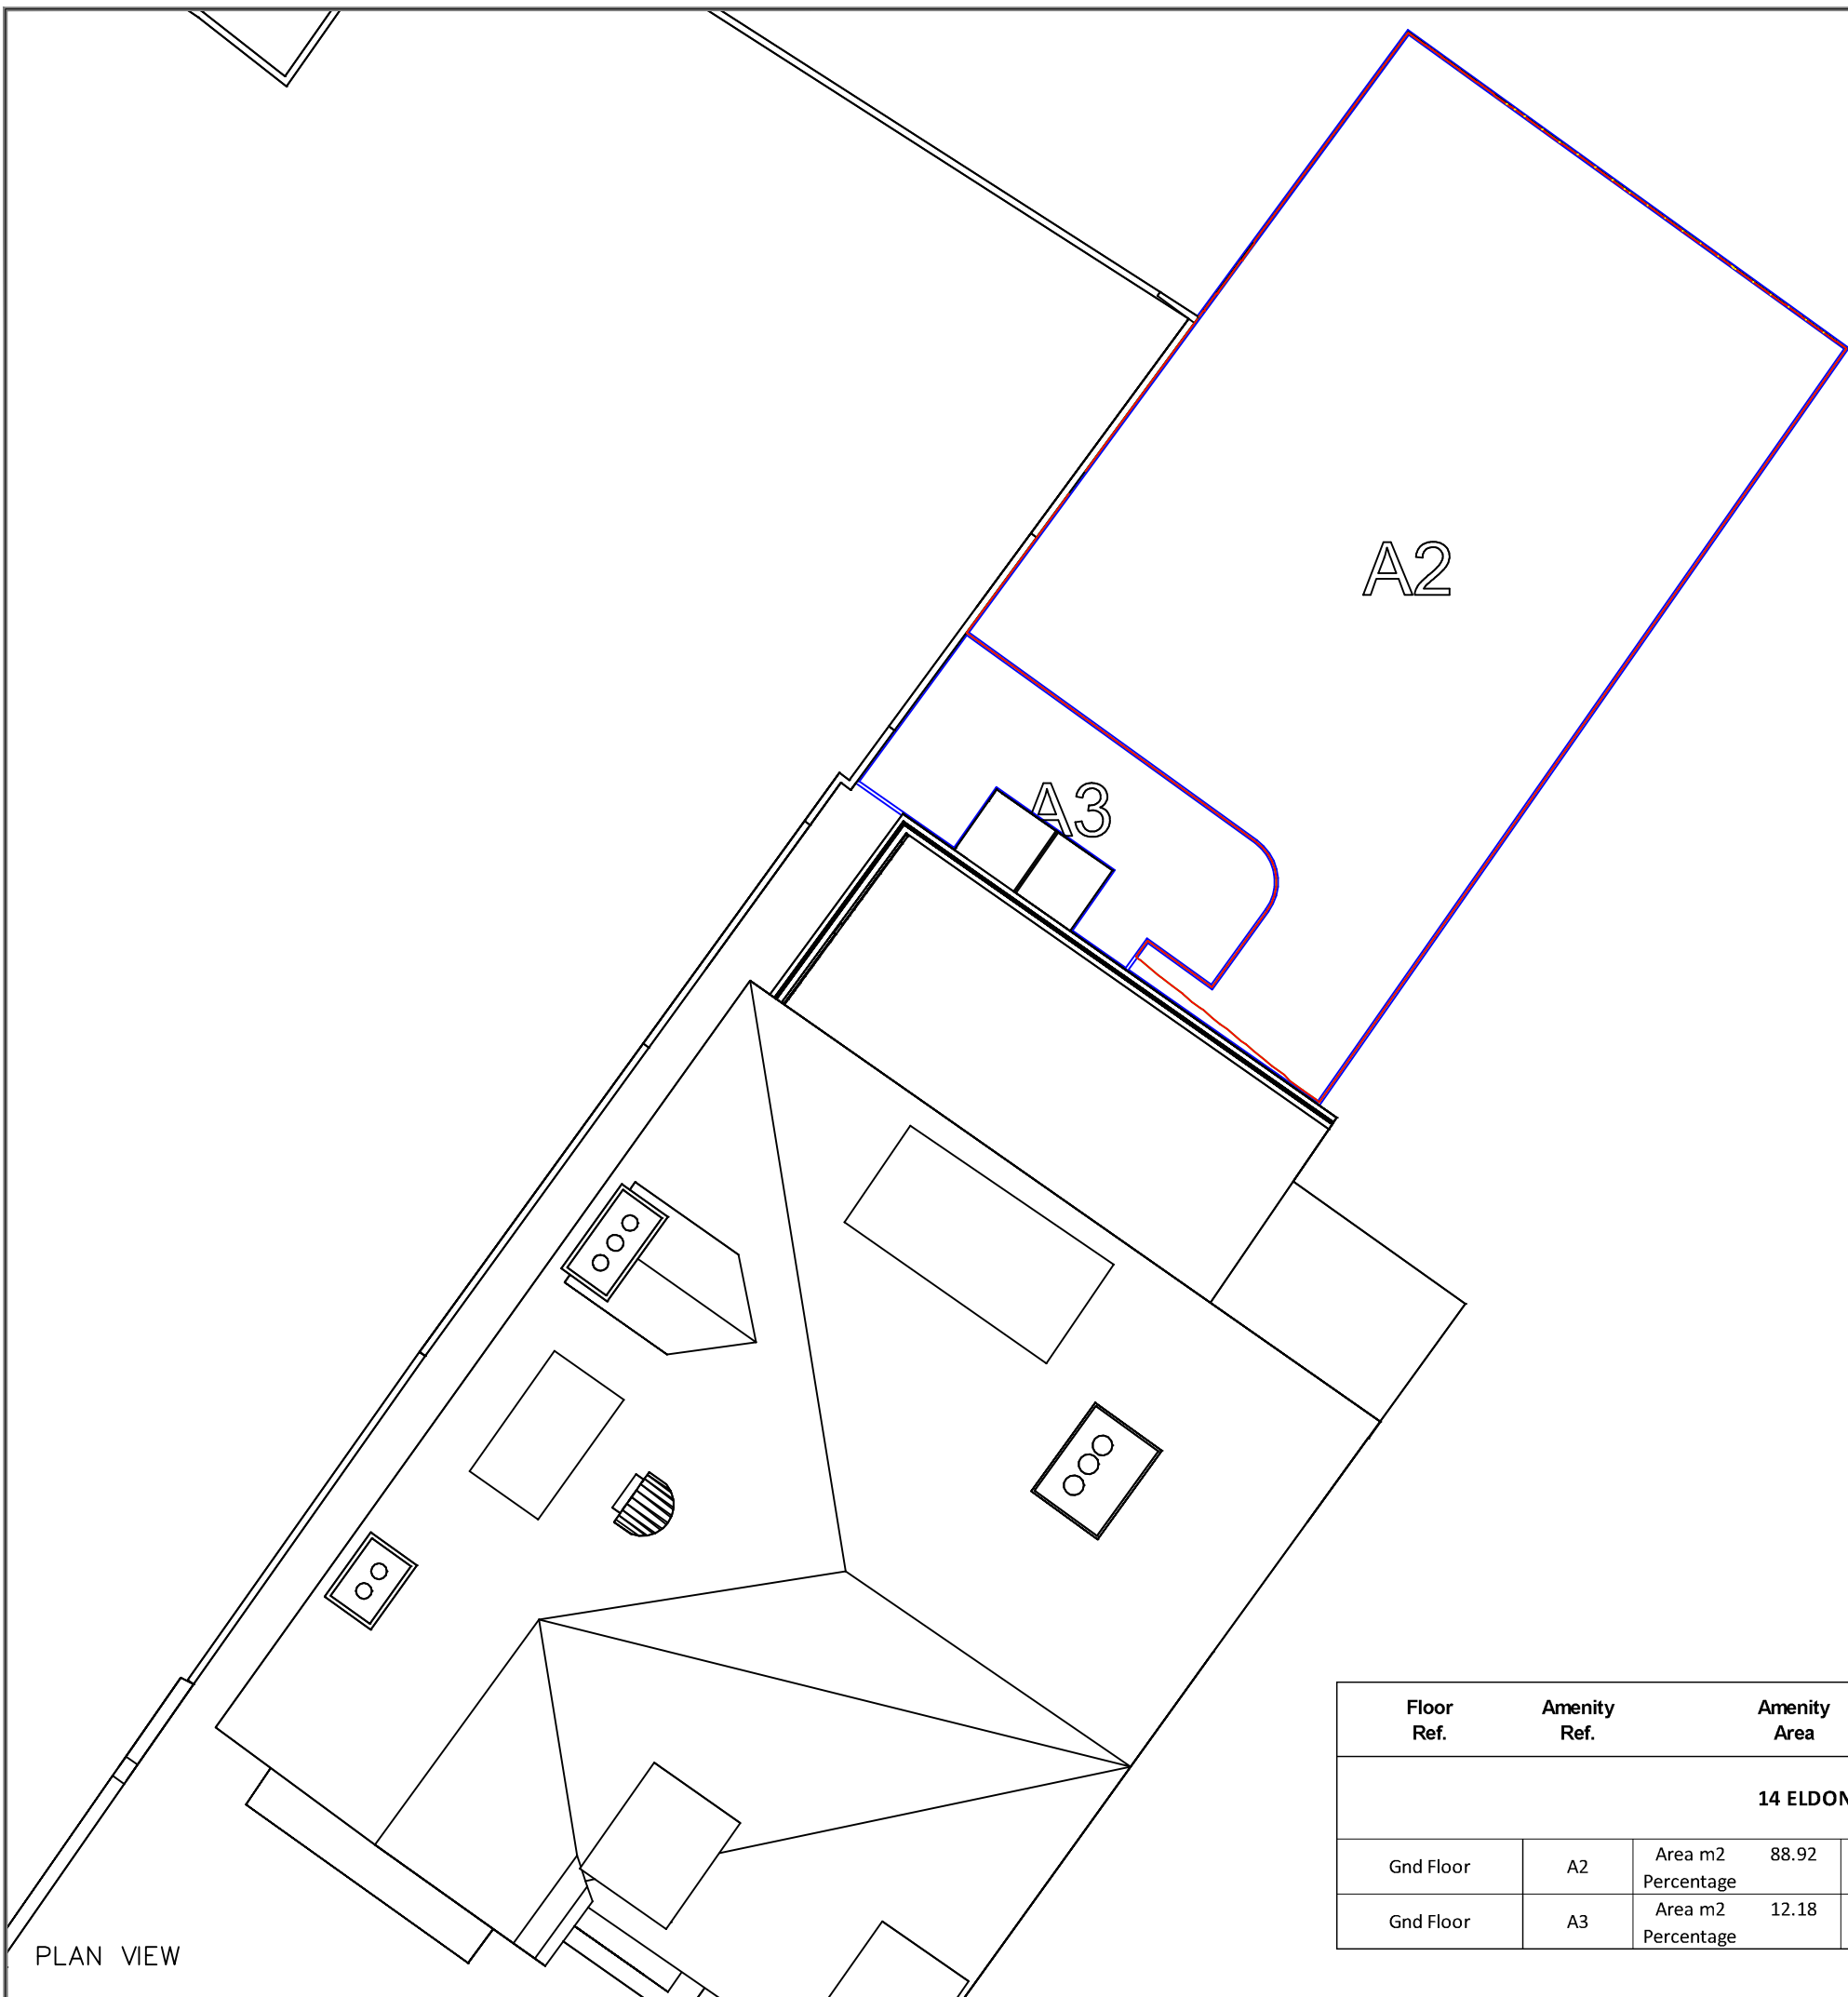 A2
A3
Floor Ref. Amenity Ref. Amenity Area
14 ELDON
Gnd Floor A2 Area m2 88.92
Percentage
Gnd Floor A3 Area m2 12.18
Percentage
PLAN VIEW